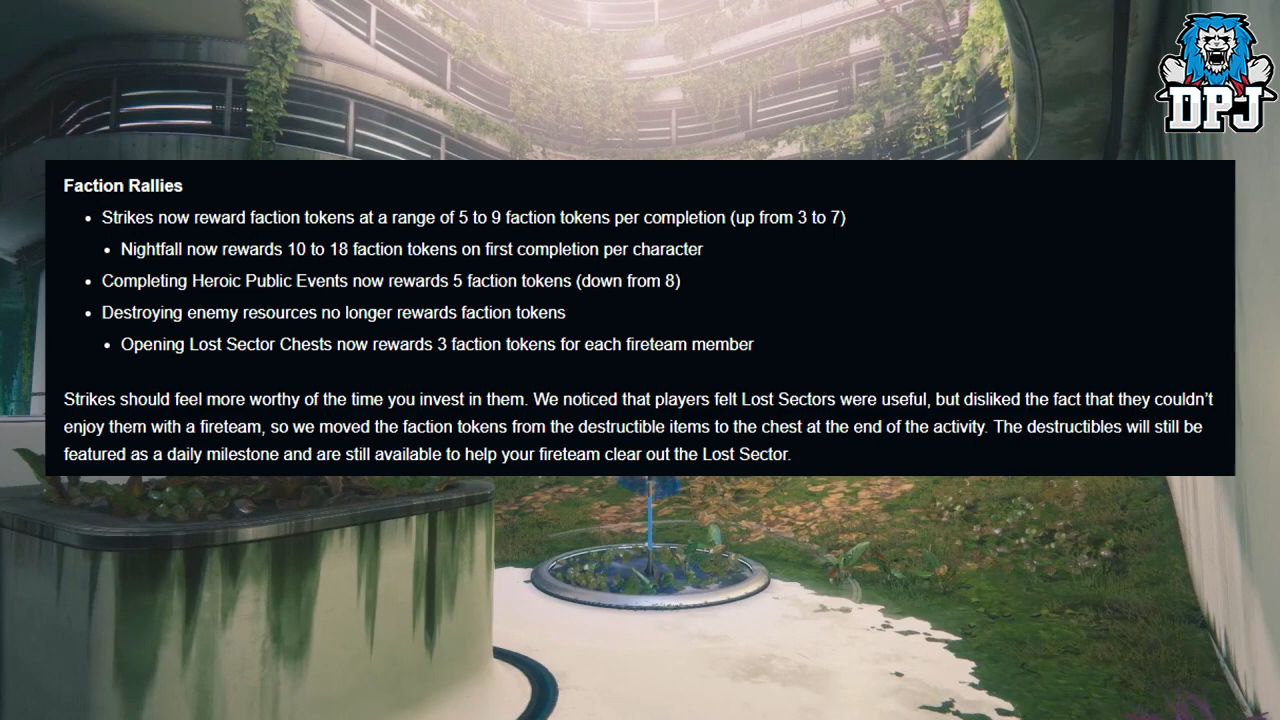 DPJ
Faction Rallies
• Strikes now reward faction tokens at a range of 5 to 9 faction tokens per completion (up from 3 to 7)
• Nightfall now rewards 10 to 18 faction tokens on first completion per character
• Completing Heroic Public Events now rewards 5 faction tokens (down from 8)
• Destroying enemy resources no longer rewards faction tokens
• Opening Lost Sector Chests now rewards 3 faction tokens for each fireteam member
Strikes should feel more worthy of the time you invest in them. We noticed that players felt Lost Sectors were useful, but disliked the fact that they couldn’t
enjoy them with a fireteam, so we moved the faction tokens from the destructible items to the chest at the end of the activity. The destructibles will still be
featured as a daily milestone and are still available to help your fireteam clear out the Lost Sector.